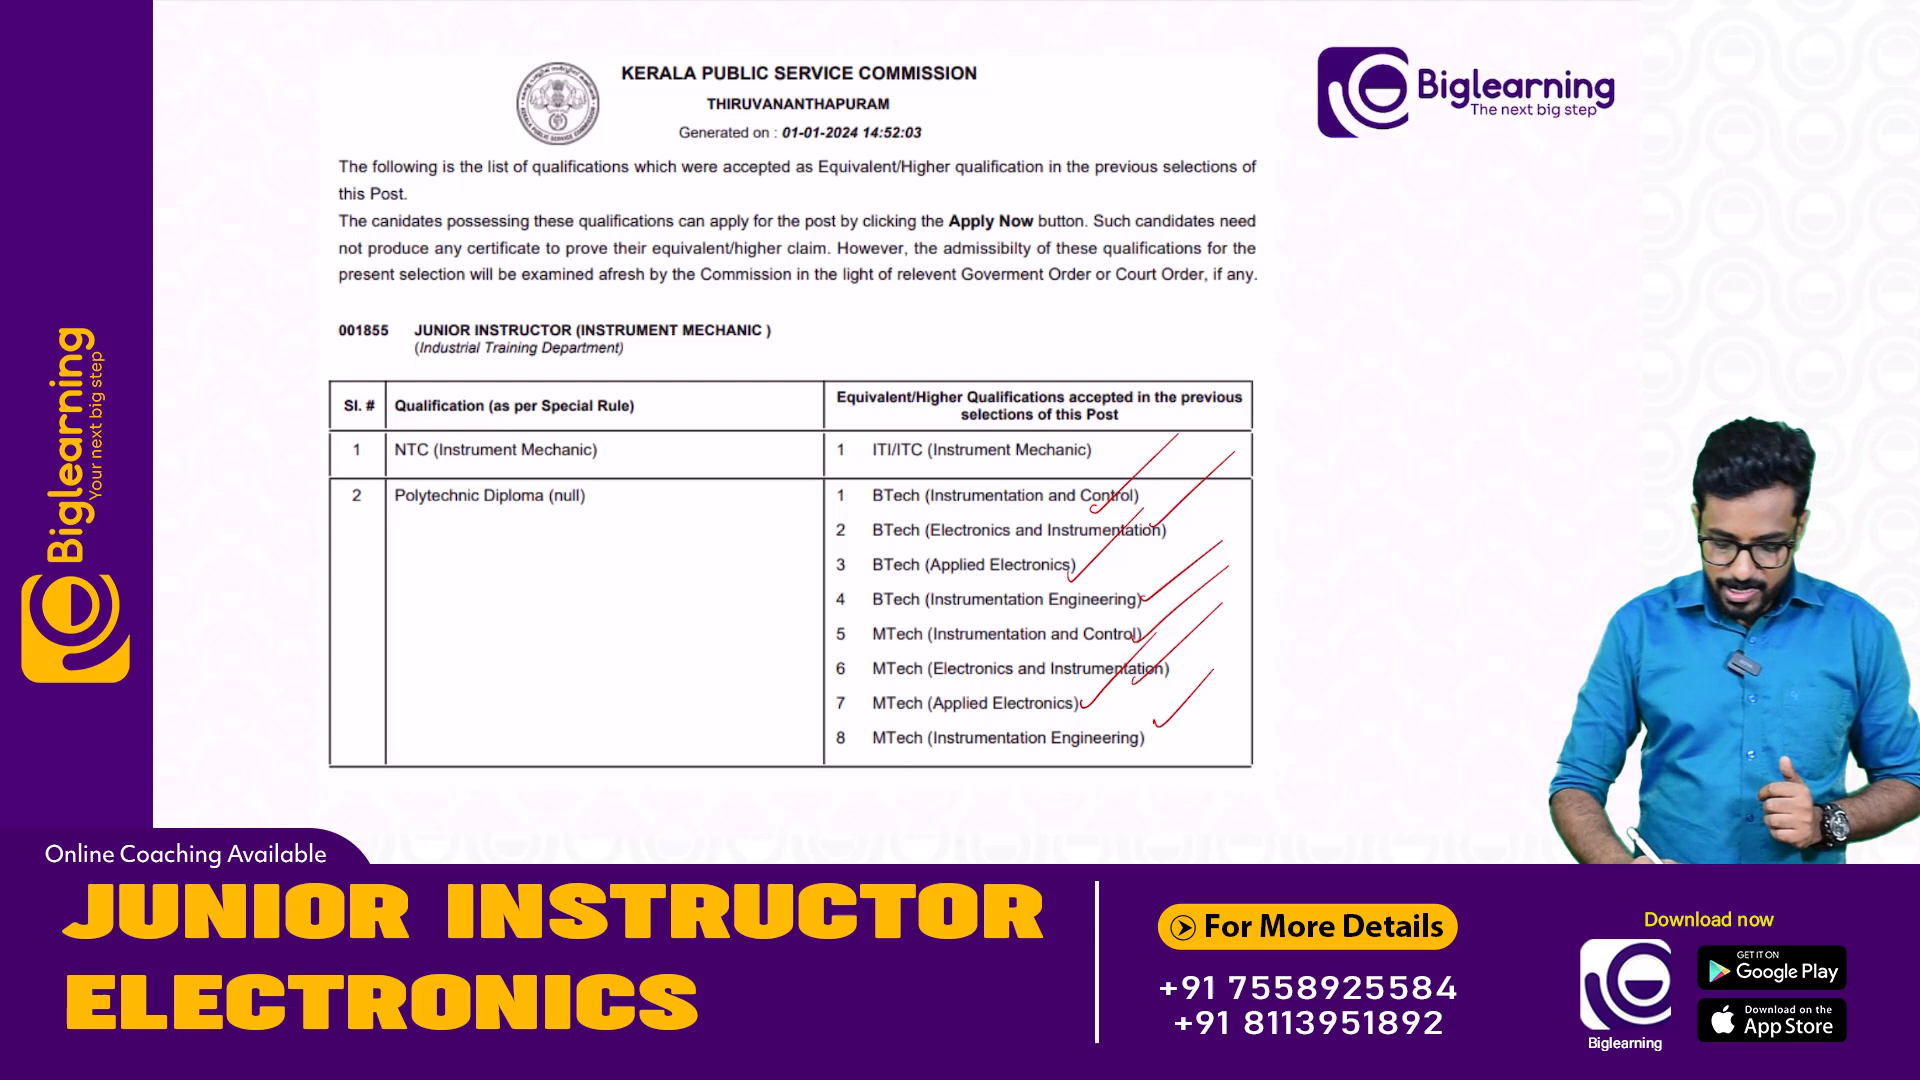 KERALA PUBLIC SERVICE COMMISSION
THIRUVANANTHAPURAM
Generated on : 01-01-2024 14:52:03
Biglearning
The next big step
The following is the list of qualifications which were accepted as Equivalent/Higher qualification in the previous selections of
this Post.
The canidates possessing these qualifications can apply for the post by clicking the Apply Now button. Such candidates need
not produce any certificate to prove their equivalent/higher claim. However, the admissibilty of these qualifications for the
present selection will be examined afresh by the Commission in the light of relevent Goverment Order or Court Order, if any.
001855 JUNIOR INSTRUCTOR (INSTRUMENT MECHANIC )
(Industrial Training Department)
Sl. # Qualification (as per Special Rule) Equivalent/Higher Qualifications accepted in the previous
selections of this Post
1 NTC (Instrument Mechanic) 1 ITI/ITC (Instrument Mechanic)
2 Polytechnic Diploma (null) 1 BTech (Instrumentation and Control)
2 BTech (Electronics and Instrumentation)
3 BTech (Applied Electronics)
4 BTech (Instrumentation Engineering)
5 MTech (Instrumentation and Control)
6 MTech (Electronics and Instrumentation)
7 MTech (Applied Electronics)
8 MTech (Instrumentation Engineering)
Biglearning
Your next big step
Online Coaching Available
JUNIOR INSTRUCTOR
ELECTRONICS
For More Details
+91 7558925584
+91 8113951892
Download now
Biglearning
GET IT ON
Google Play
Download on the
App Store